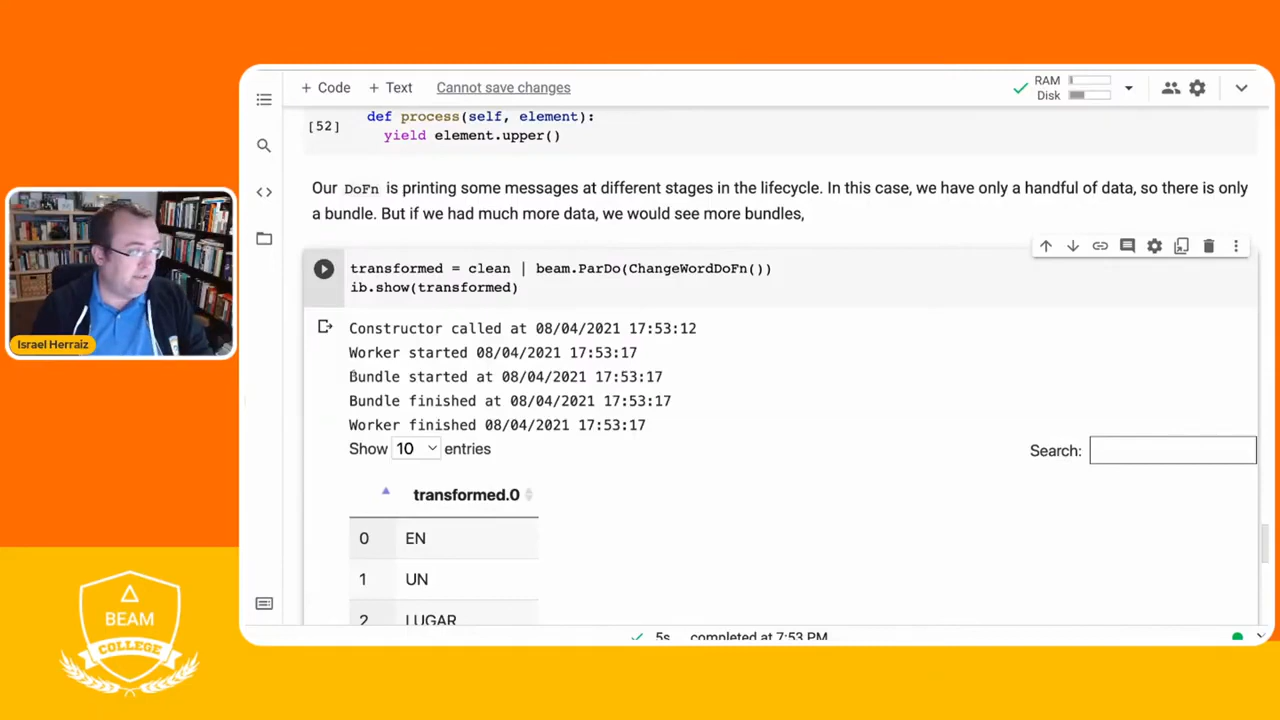 + Code + Text Cannot save changes
RAM
Disk
def process(self, element):
[52]
yield element.upper()
Our DoFn is printing some messages at different stages in the lifecycle. In this case, we have only a handful of data, so there is only
a bundle. But if we had much more data, we would see more bundles,
transformed = clean | beam.ParDo(ChangeWordDoFn())
ib.show(transformed)
Constructor called at 08/04/2021 17:53:12
Worker started 08/04/2021 17:53:17
Bundle started at 08/04/2021 17:53:17
Bundle finished at 08/04/2021 17:53:17
Worker finished 08/04/2021 17:53:17
Show 10 entries
Search:
transformed.0
0 EN
1 UN
2 LUGAR
5s completed at 7:53 PM
Israel Herraiz
BEAM
COLLEGE